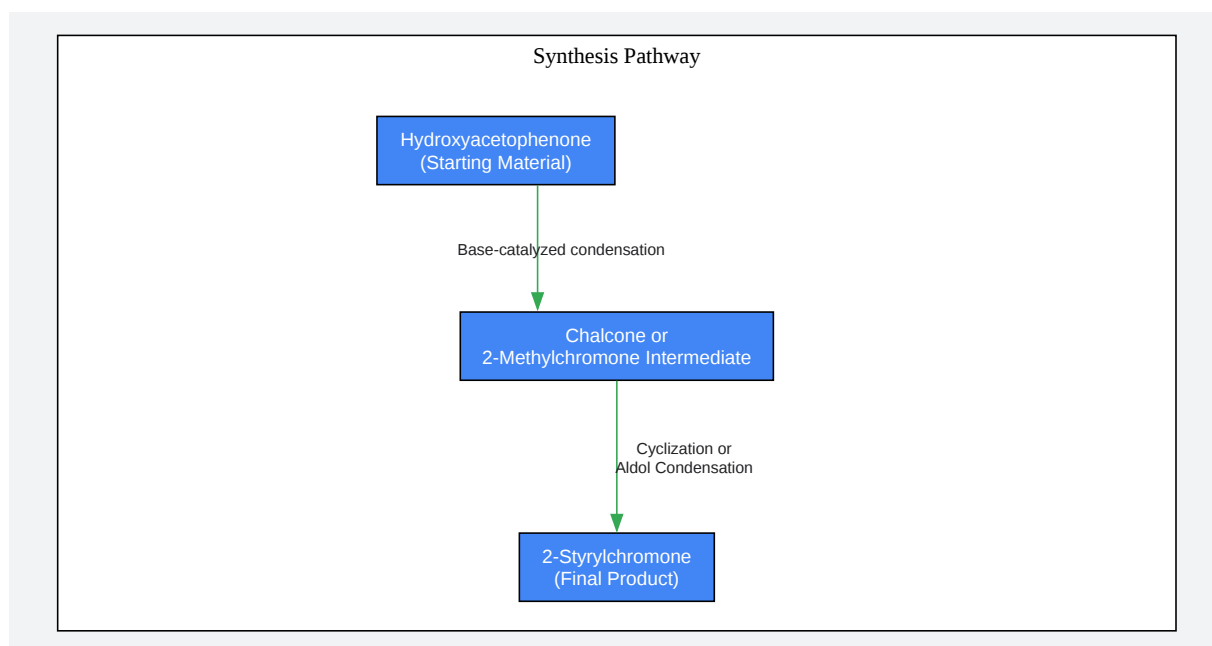 Synthesis Pathway
Hydroxyacetophenone
(Starting Material)
Base-catalyzed condensation
Chalcone or
2-Methylchromone Intermediate
Cyclization or
Aldol Condensation
2-Styrylchromone
(Final Product)